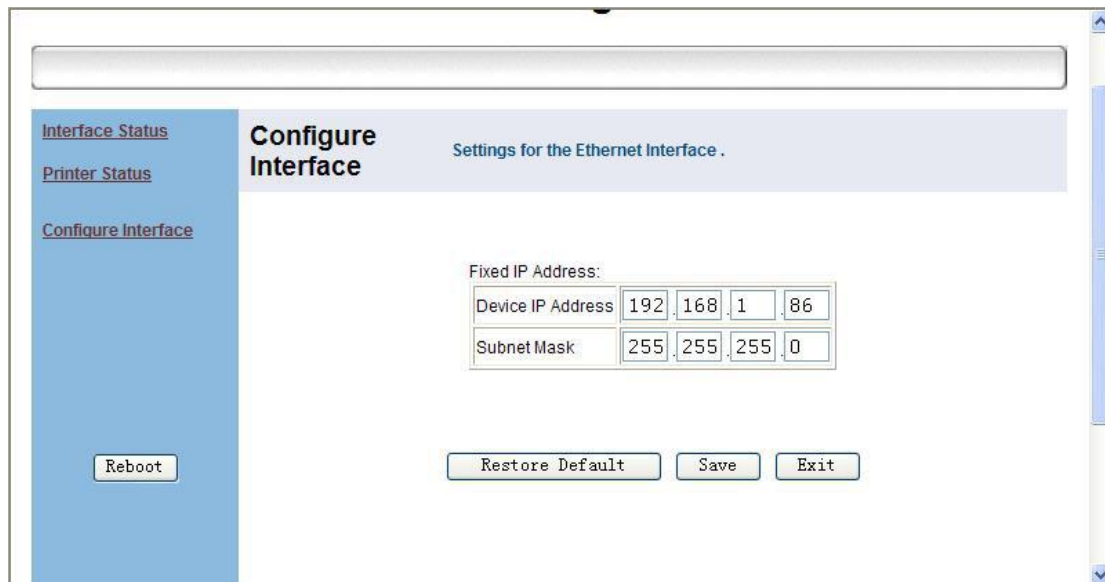 Interface Status
Printer Status
Configure Interface
Reboot
Configure
Interface
Settings for the Ethernet Interface .
Fixed IP Address:
Device IP Address 192 . 168 . 1 . 86
Subnet Mask 255 . 255 . 255 . 0
Restore Default Save Exit